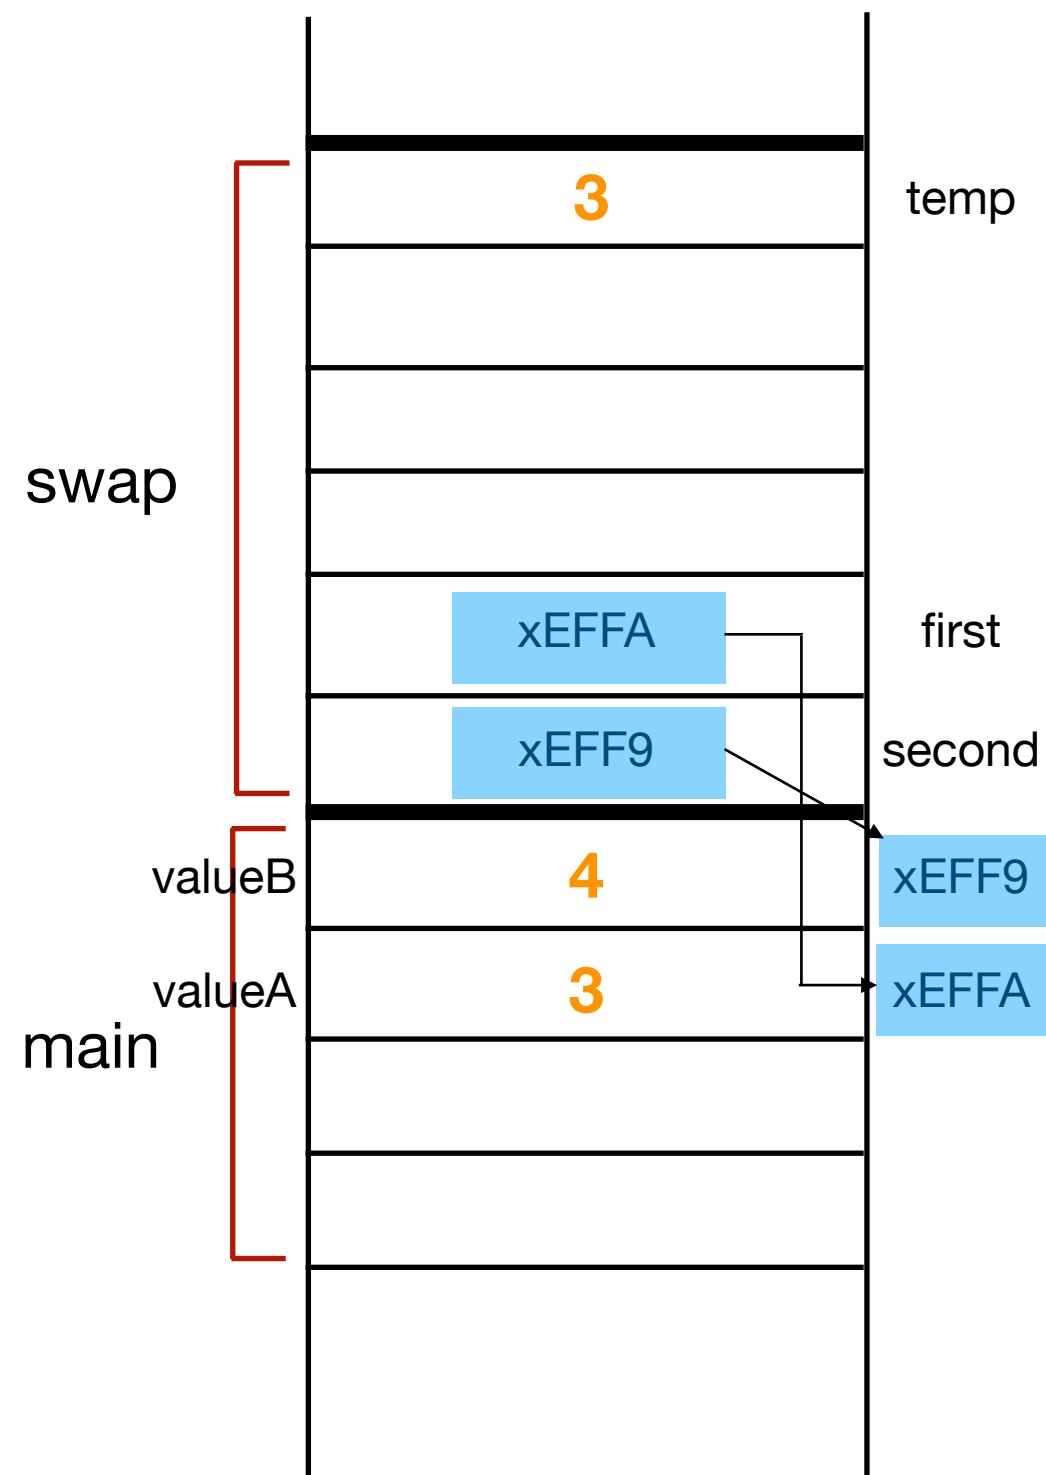 3
temp
swap
xEFFA
first
xEFF9
second
valueB
4
xEFF9
valueA
3
xEFFA
main